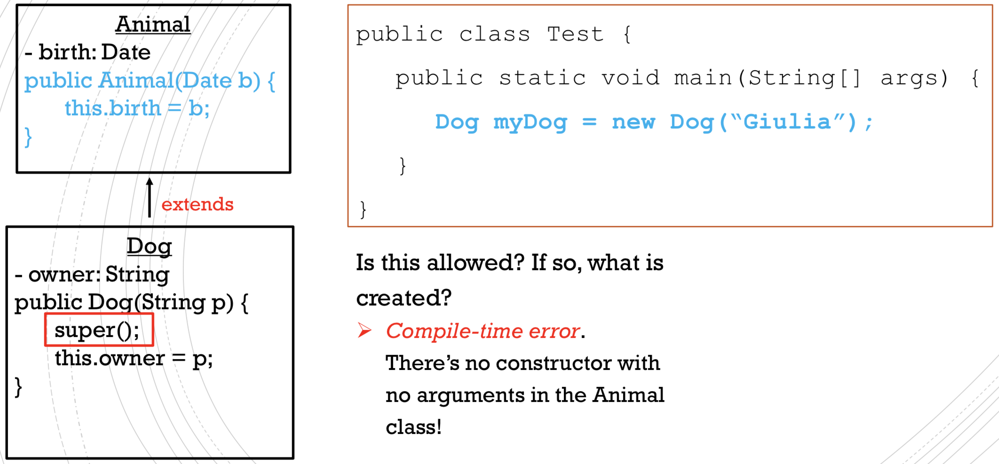 Animal
- birth: Date
public Animal(Date b) {
this.birth = b;
}
extends
Dog
- owner: String
public Dog(String p) {
super();
this.owner = p;
}
public class Test {
public static void main(String[] args) {
Dog myDog = new Dog(“Giulia”);
}
}
Is this allowed? If so, what is
created?
➢ Compile-time error.
There’s no constructor with
no arguments in the Animal
class!